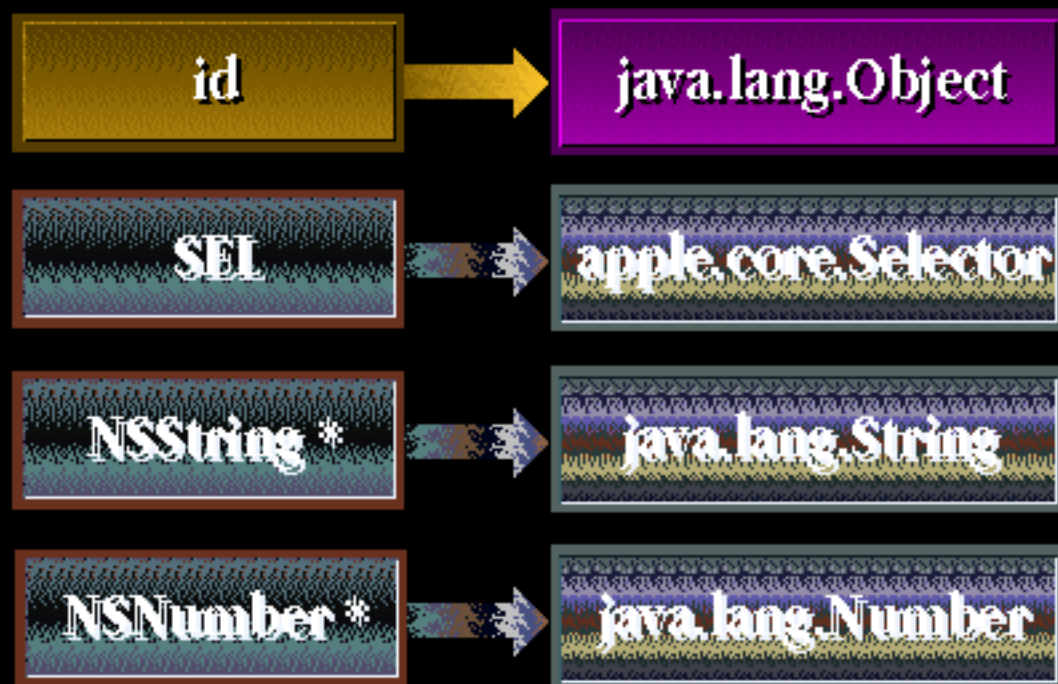 id
java.lang.Object
SEL
apple.core.Selector
NSString *
java.lang.String
NSNumber *
java.lang.Number